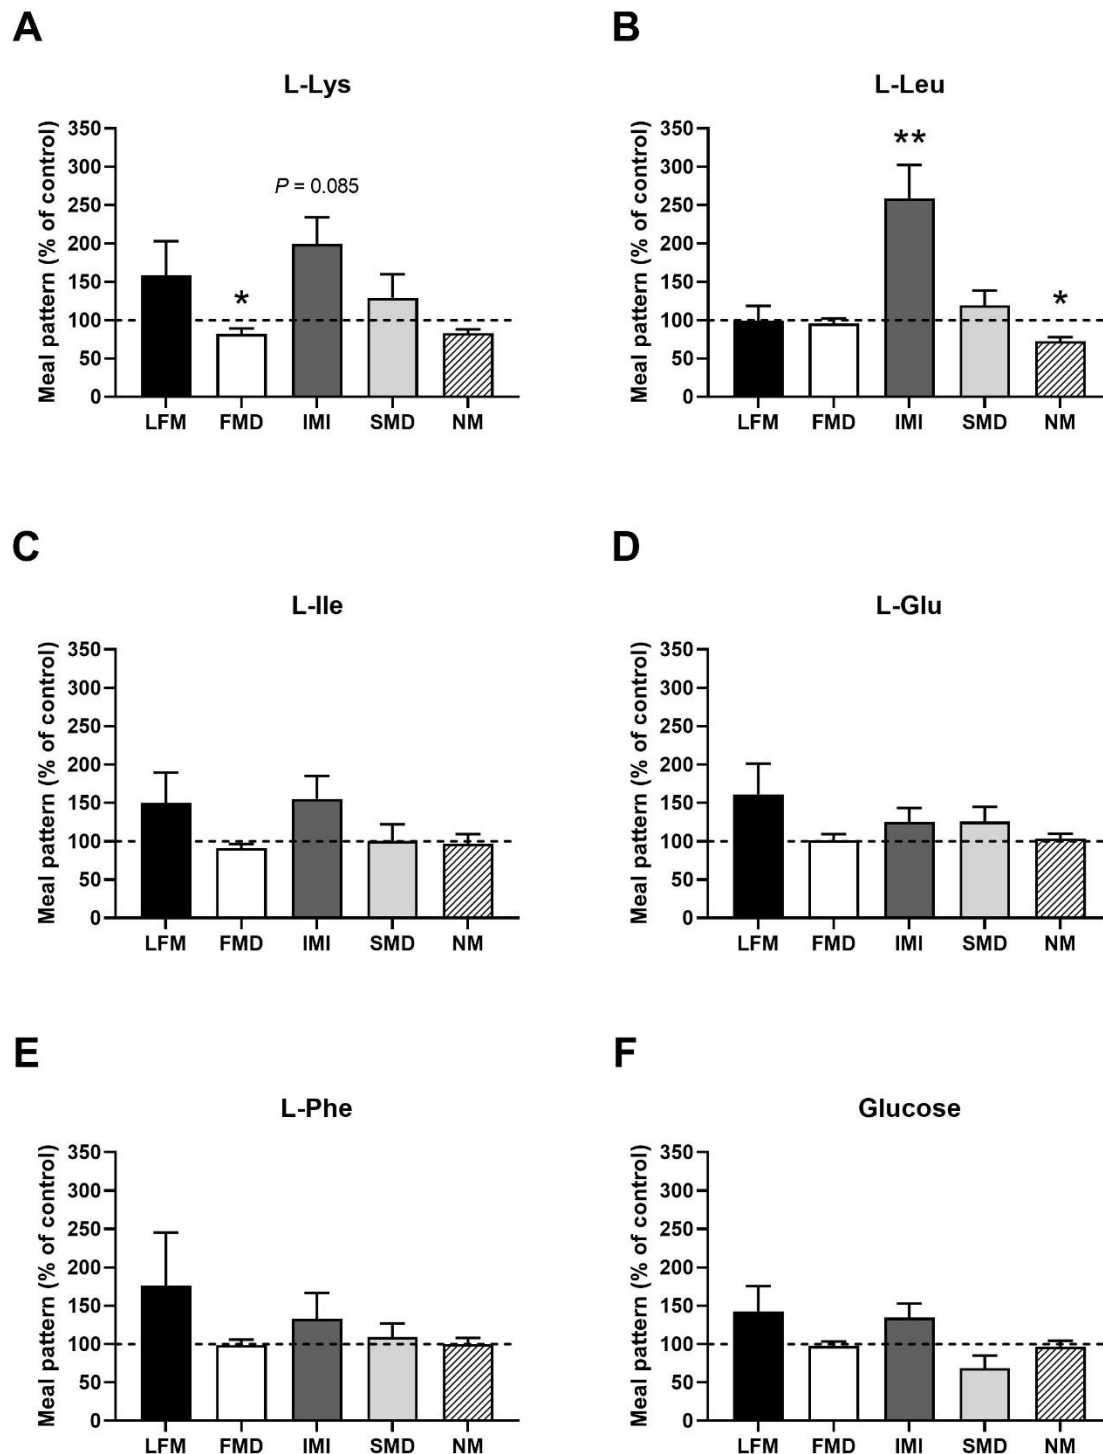 A
L-Lys
Meal pattern (% of control)
350
300
250
200
150
100
50
0
P = 0.085
*
LFM FMD IMI SMD NM
B
L-Leu
Meal pattern (% of control)
350
300
250
200
150
100
50
0
**
*
LFM FMD IMI SMD NM
C
L-Ile
Meal pattern (% of control)
350
300
250
200
150
100
50
0
LFM FMD IMI SMD NM
D
L-Glu
Meal pattern (% of control)
350
300
250
200
150
100
50
0
LFM FMD IMI SMD NM
E
L-Phe
Meal pattern (% of control)
350
300
250
200
150
100
50
0
LFM FMD IMI SMD NM
F
Glucose
Meal pattern (% of control)
350
300
250
200
150
100
50
0
LFM FMD IMI SMD NM